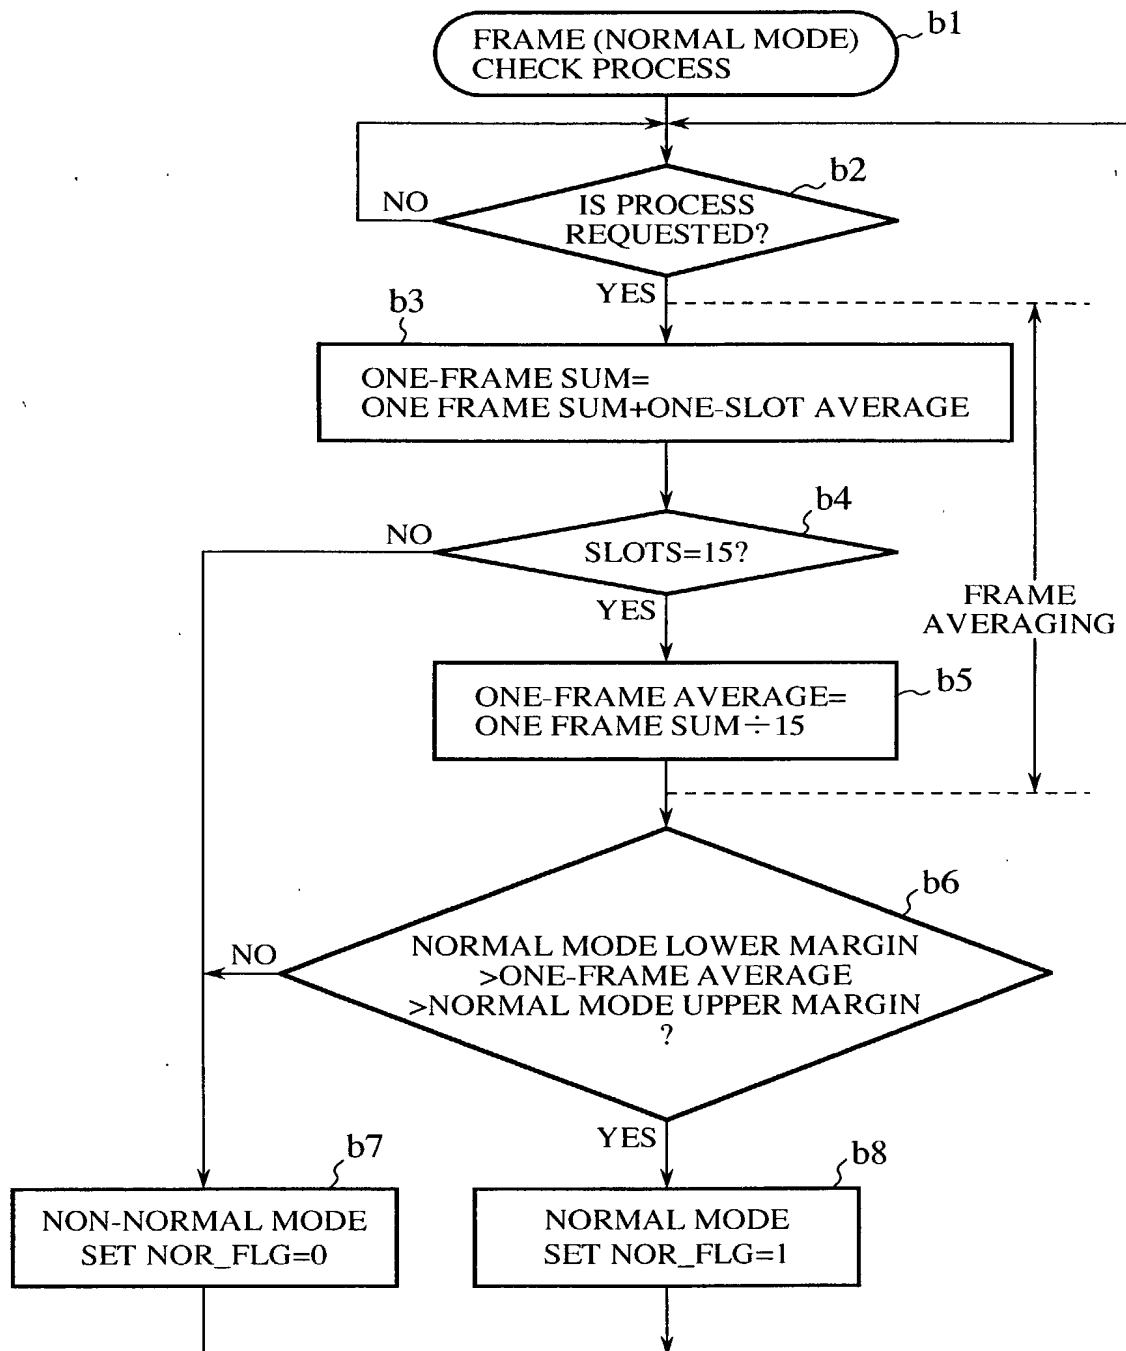 FRAME (NORMAL MODE)
CHECK PROCESS
b1
b2
NO
IS PROCESS
REQUESTED?
YES
b3
ONE-FRAME SUM=
ONE FRAME SUM+ONE-SLOT AVERAGE
b4
NO
SLOTS=15?
YES
FRAME
AVERAGING
b5
ONE-FRAME AVERAGE=
ONE FRAME SUM÷15
b6
NO
NORMAL MODE LOWER MARGIN
>ONE-FRAME AVERAGE
>NORMAL MODE UPPER MARGIN
?
YES
b7
b8
NON-NORMAL MODE
SET NOR_FLG=0
NORMAL MODE
SET NOR_FLG=1